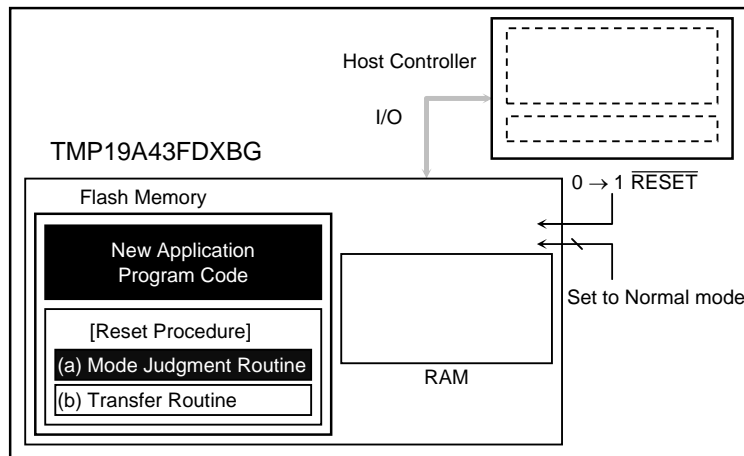 Host Controller
I/O
TMP19A43FDXBG
0 → 1 RESET
Flash Memory
New Application
Program Code
Set to Normal mode
[Reset Procedure]
(a) Mode Judgment Routine
(b) Transfer Routine
RAM